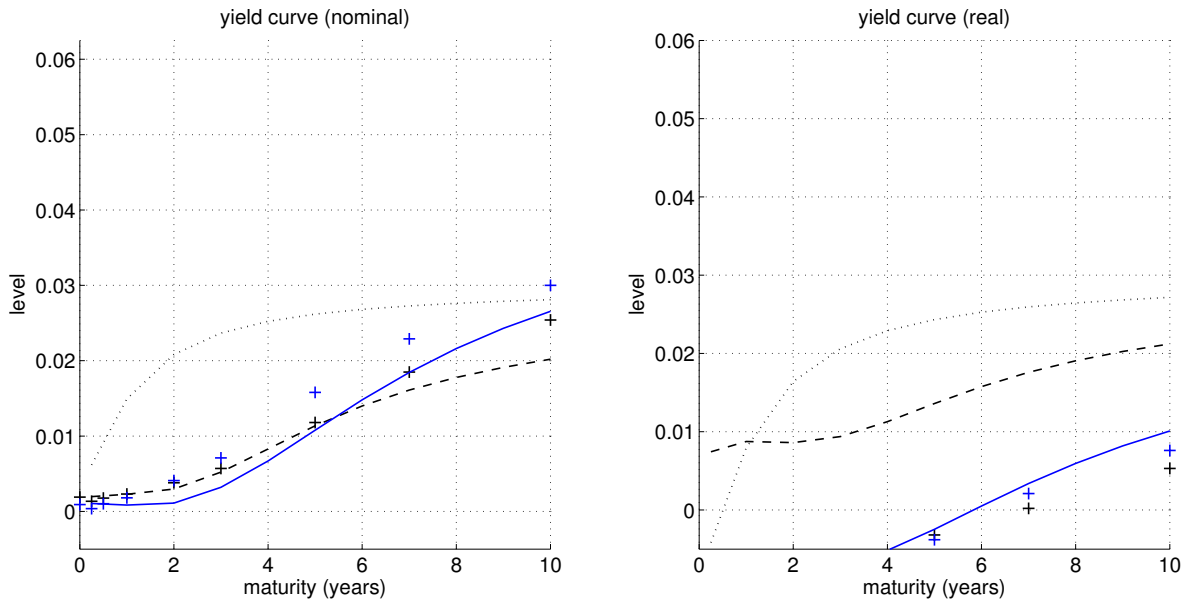 yield curve (nominal)
0.06
0.05
0.04
0.03
0.02
0.01
0
level
0 2 4 6 8 10
maturity (years)
yield curve (real)
0.06
0.05
0.04
0.03
0.02
0.01
0
level
0 2 4 6 8 10
maturity (years)